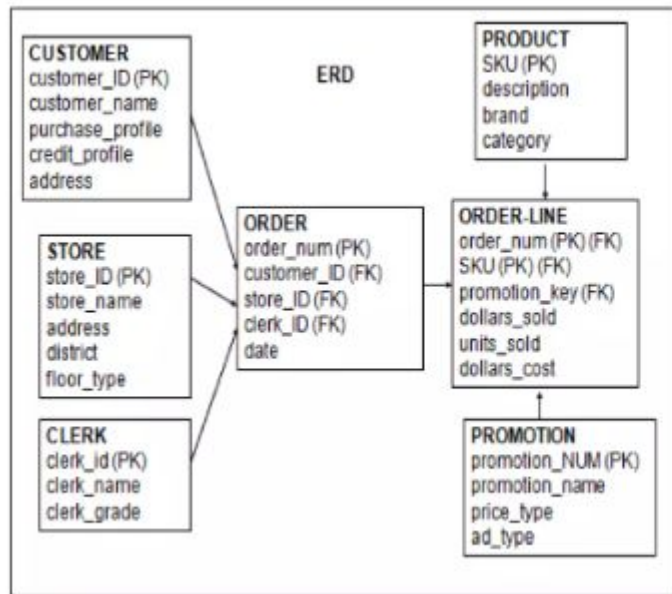 CUSTOMER
customer_ID (PK)
customer_name
purchase_profile
credit_profile
address
ERD
PRODUCT
SKU (PK)
description
brand
category
STORE
store_ID (PK)
store_name
address
district
floor_type
ORDER
order_num (PK)
customer_ID (FK)
store_ID (FK)
clerk_ID (FK)
date
ORDER-LINE
order_num (PK) (FK)
SKU (PK) (FK)
promotion_key (FK)
dollars_sold
units_sold
dollars_cost
CLERK
clerk_id (PK)
clerk_name
clerk_grade
PROMOTION
promotion_NUM (PK)
promotion_name
price_type
ad_type